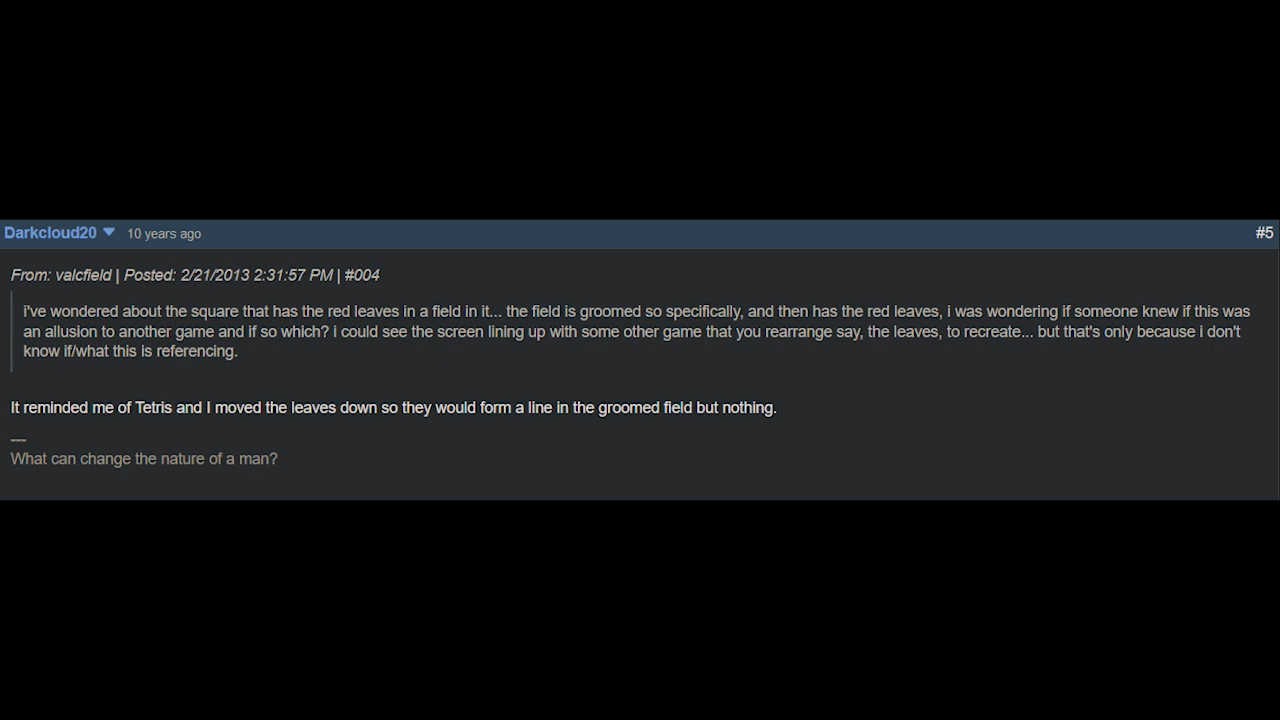 Darkcloud20 10 years ago #5
From: valcfield | Posted: 2/21/2013 2:31:57 PM | #004
i've wondered about the square that has the red leaves in a field in it... the field is groomed so specifically, and then has the red leaves, i was wondering if someone knew if this was
an allusion to another game and if so which? i could see the screen lining up with some other game that you rearrange say, the leaves, to recreate... but that's only because i don't
know if/what this is referencing.
It reminded me of Tetris and I moved the leaves down so they would form a line in the groomed field but nothing.
---
What can change the nature of a man?